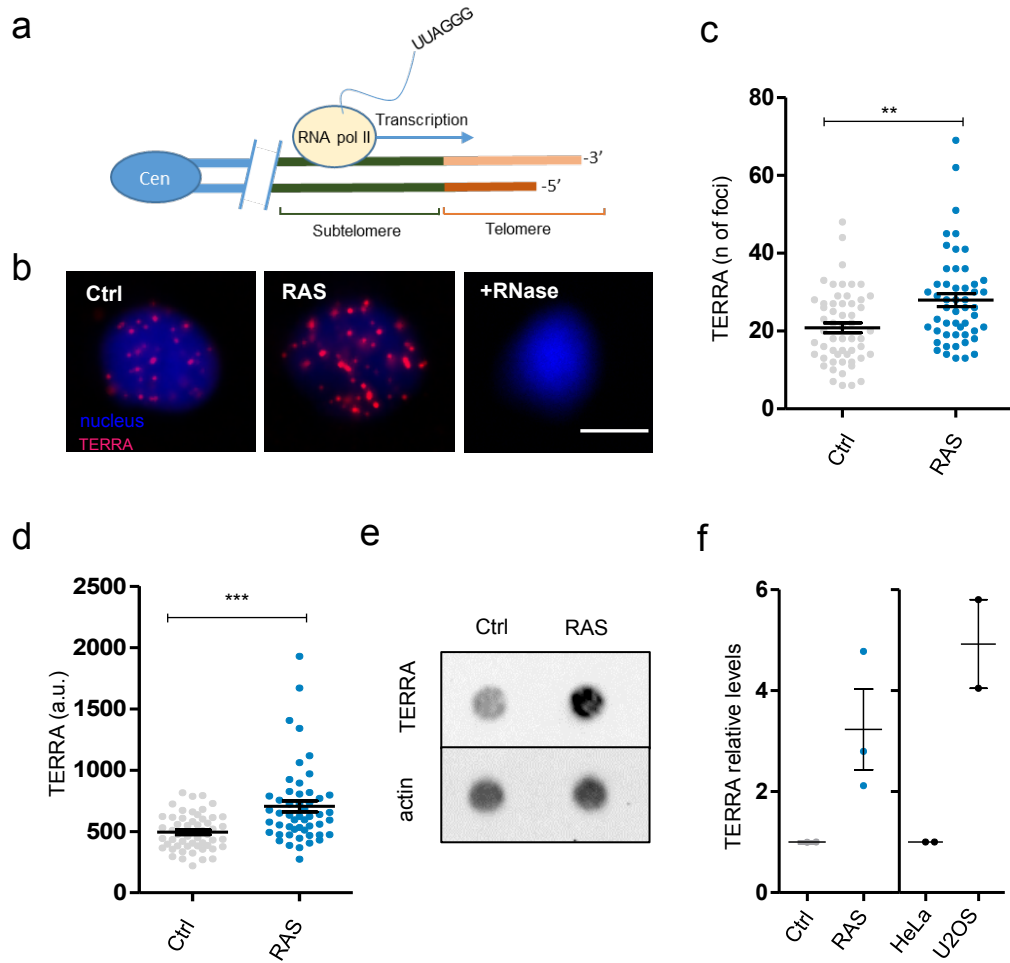 a
UUAGGG
Transcription
RNA pol II
Cen
-3’
-5’
Subtelomere
Telomere
b
Ctrl
RAS
+RNase
nucleus
TERRA
c
TERRA (n of foci)
80
60
40
20
0
**
Ctrl
RAS
d
TERRA (a.u.)
2500
2000
1500
1000
500
0
***
Ctrl
RAS
e
Ctrl
RAS
TERRA
actin
f
TERRA relative levels
6
4
2
0
Ctrl
RAS
HeLa
U2OS